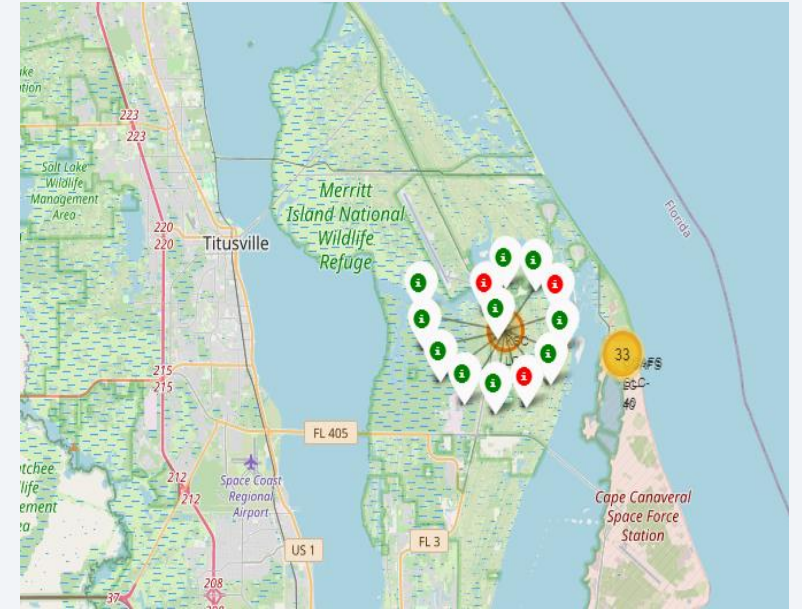 223
223
Salt Lake
Wildlife
Management
Area
Merritt
Island National
Wildlife
Refuge
Florida
220
220
Titusville
33
215
215
FL 405
212
212
Space Coast
Regional
Airport
Cape Canaveral
Space Force
Station
US 1
FL 3
208
37